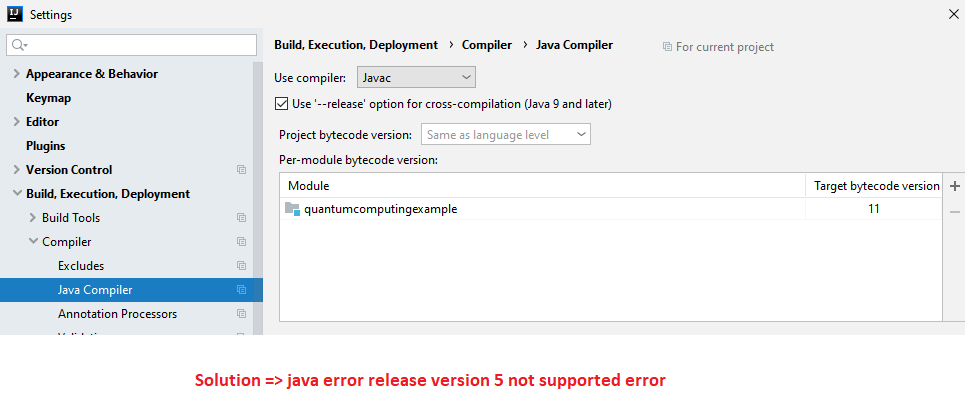 IJ
Settings
Appearance & Behavior
Keymap
Editor
Plugins
Version Control
Build, Execution, Deployment
Build Tools
Compiler
Excludes
Java Compiler
Annotation Processors
Build, Execution, Deployment › Compiler › Java Compiler
For current project
Use compiler: Javac
Use '--release' option for cross-compilation (Java 9 and later)
Project bytecode version: Same as language level
Per-module bytecode version:
Module Target bytecode version
quantumcomputingexample 11
Solution => java error release version 5 not supported error